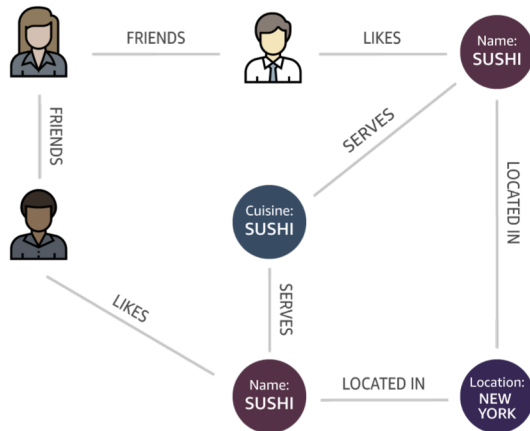 FRIENDS
LIKES
Name:
SUSHI
FRIENDS
SERVES
LOCATED IN
Cuisine:
SUSHI
LIKES
SERVES
Name:
SUSHI
LOCATED IN
Location:
NEW
YORK